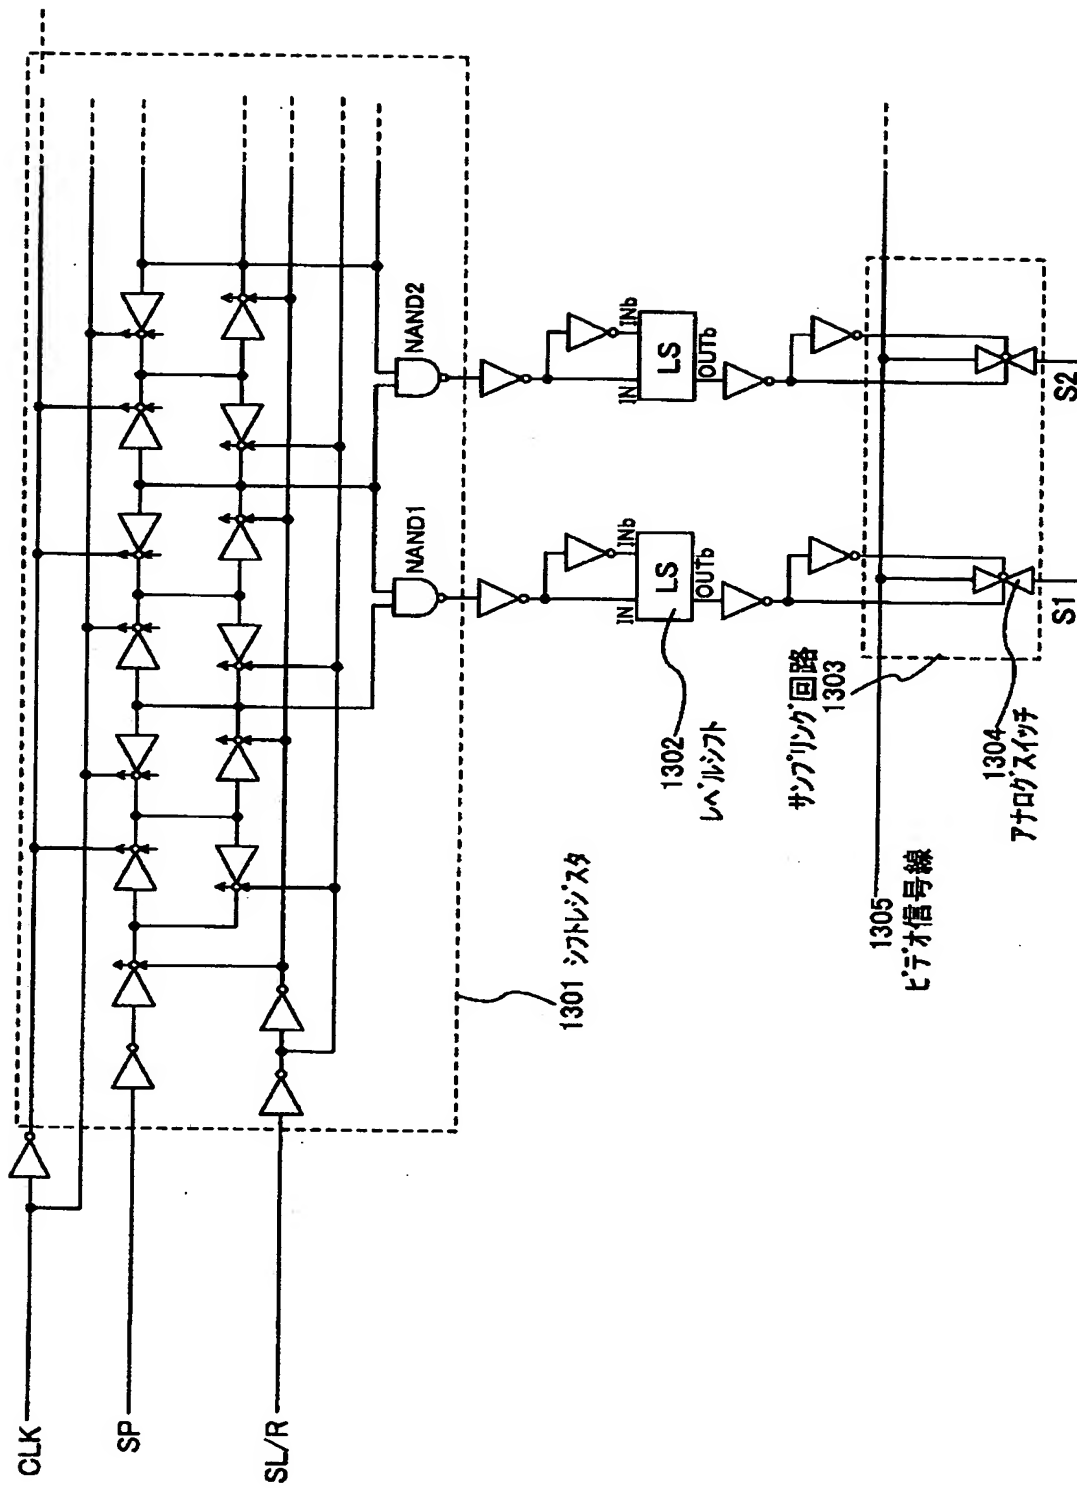 CLK
SP
SL/R
1301 シフトレジスタ
NAND1
NAND2
IN
INb
LS
OUTb
IN
INb
LS
OUTb
1302
レベルシフト
サンプリング回路
1303
1304
アナログスイッチ
1305
ビデオ信号線
S1
S2